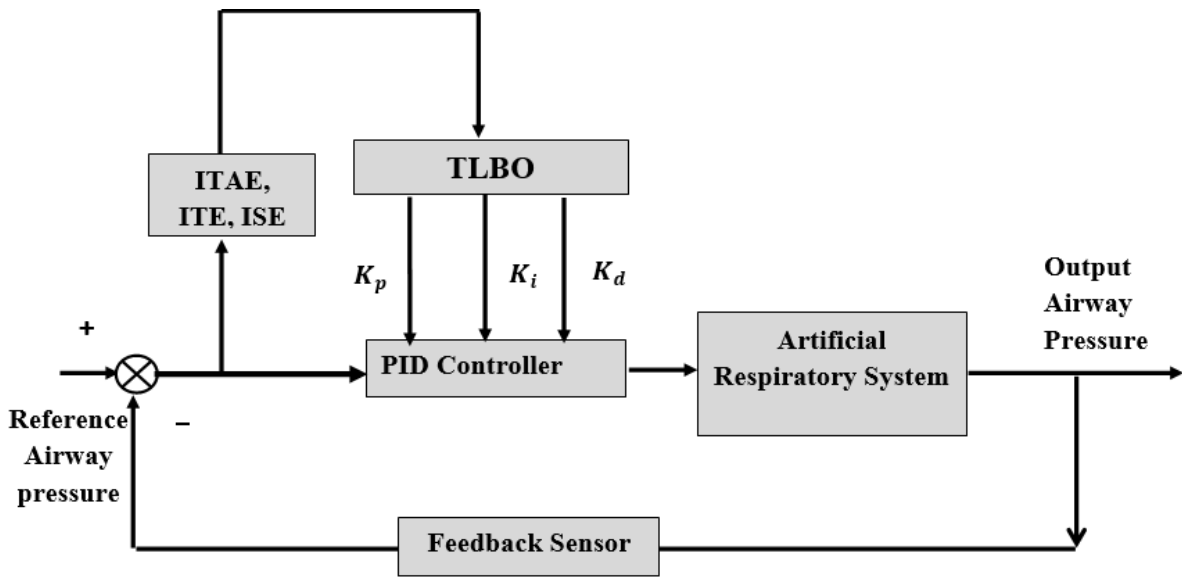 TLBO
ITAE,
ITE, ISE
K_p
K_i
K_d
Output
Airway
Pressure
+
PID Controller
Artificial
Respiratory System
−
Reference
Airway
pressure
Feedback Sensor